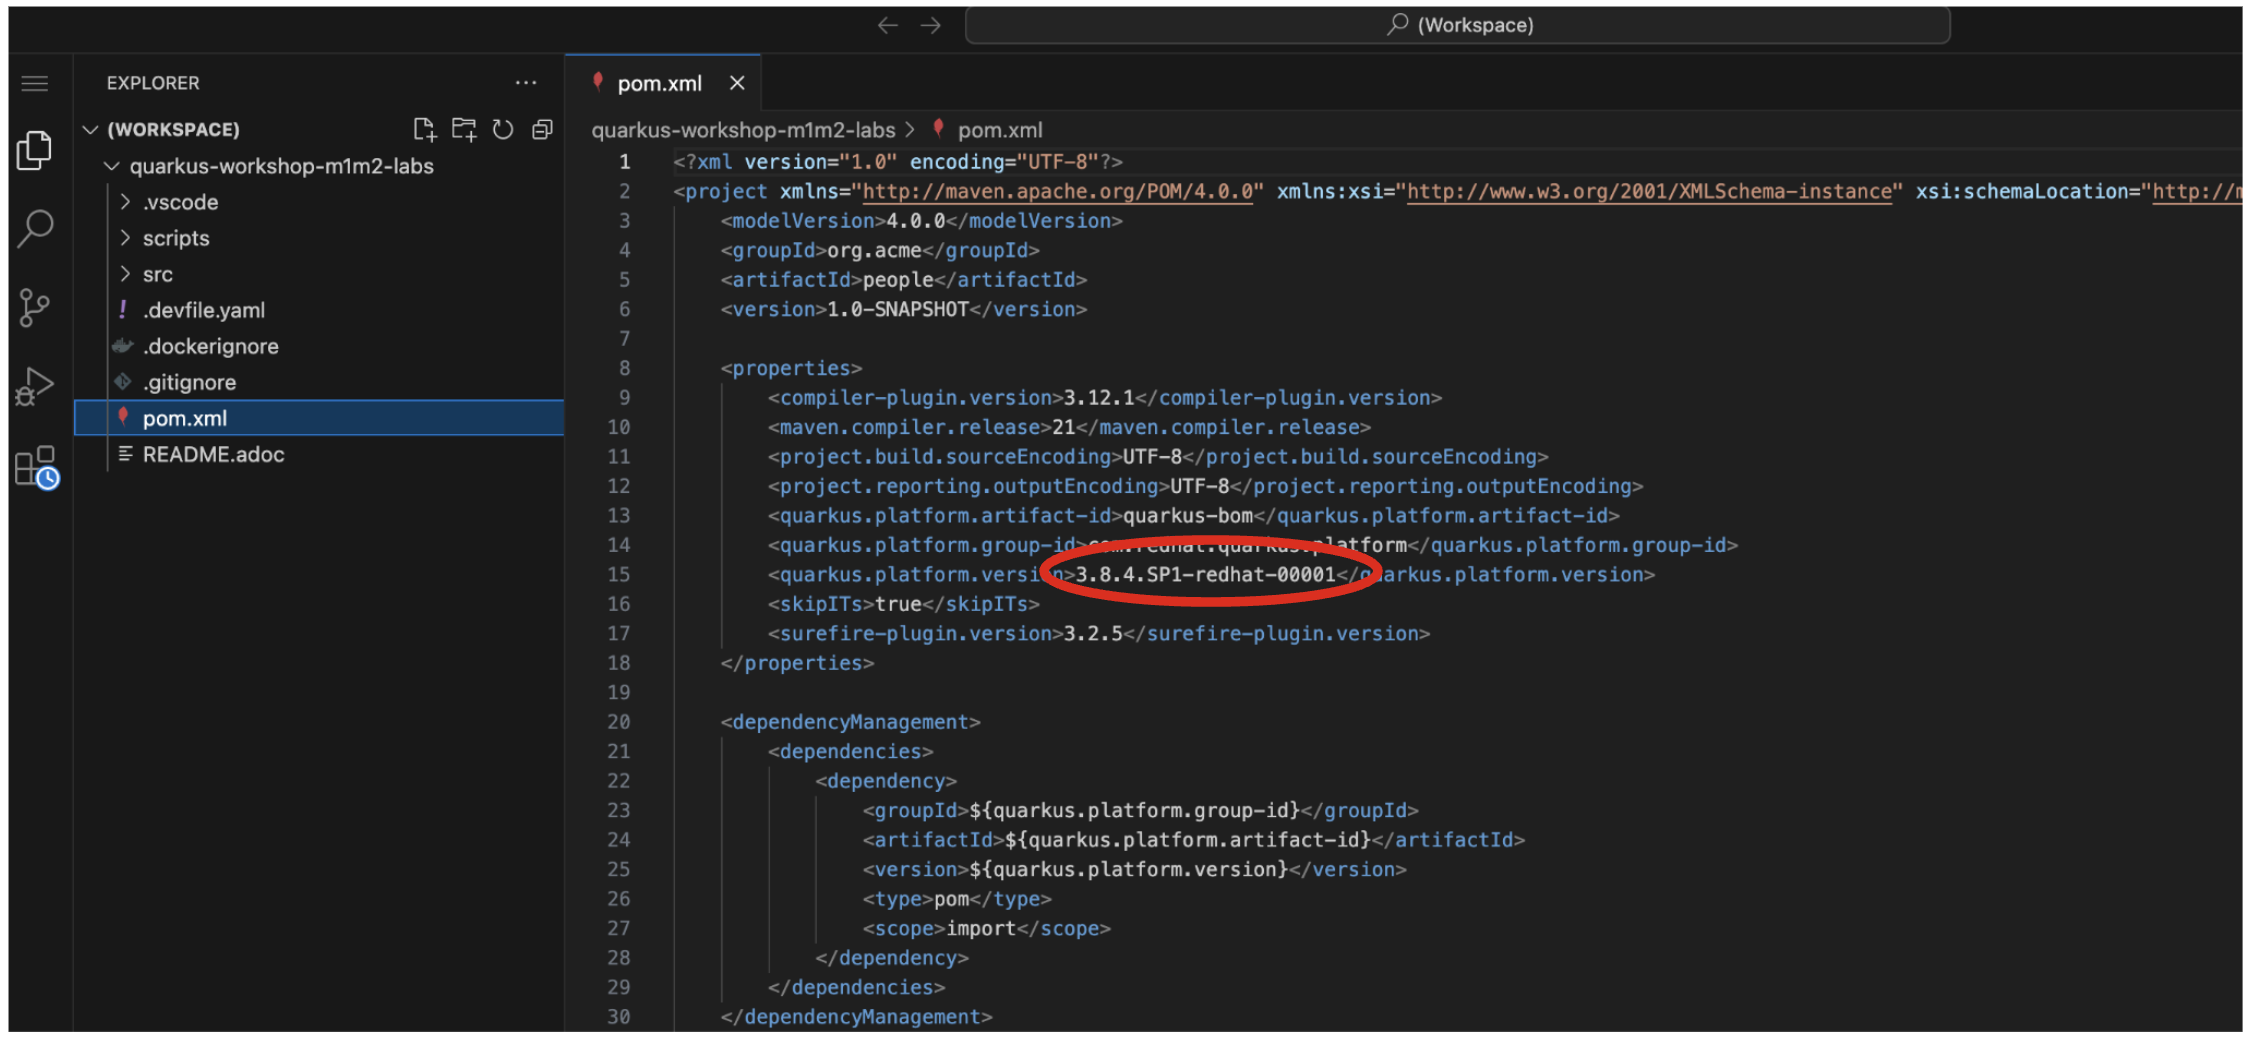 (Workspace)
EXPLORER
(WORKSPACE)
quarkus-workshop-m1m2-labs
.vscode
scripts
src
.devfile.yaml
.dockerignore
.gitignore
pom.xml
README.adoc
pom.xml
quarkus-workshop-m1m2-labs > pom.xml
1 <?xml version="1.0" encoding="UTF-8"?>
2 <project xmlns="http://maven.apache.org/POM/4.0.0" xmlns:xsi="http://www.w3.org/2001/XMLSchema-instance" xsi:schemaLocation="http://m
3 <modelVersion>4.0.0</modelVersion>
4 <groupId>org.acme</groupId>
5 <artifactId>people</artifactId>
6 <version>1.0-SNAPSHOT</version>
7
8 <properties>
9 <compiler-plugin.version>3.12.1</compiler-plugin.version>
10 <maven.compiler.release>21</maven.compiler.release>
11 <project.build.sourceEncoding>UTF-8</project.build.sourceEncoding>
12 <project.reporting.outputEncoding>UTF-8</project.reporting.outputEncoding>
13 <quarkus.platform.artifact-id>quarkus-bom</quarkus.platform.artifact-id>
14 <quarkus.platform.group-id>com.redhat.quarkus.platform</quarkus.platform.group-id>
15 <quarkus.platform.version>3.8.4.SP1-redhat-00001</quarkus.platform.version>
16 <skipITs>true</skipITs>
17 <surefire-plugin.version>3.2.5</surefire-plugin.version>
18 </properties>
19
20 <dependencyManagement>
21 <dependencies>
22 <dependency>
23 <groupId>${quarkus.platform.group-id}</groupId>
24 <artifactId>${quarkus.platform.artifact-id}</artifactId>
25 <version>${quarkus.platform.version}</version>
26 <type>pom</type>
27 <scope>import</scope>
28 </dependency>
29 </dependencies>
30 </dependencyManagement>